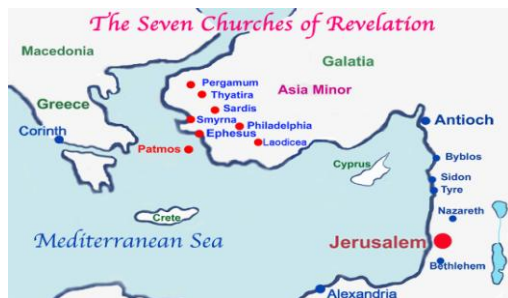 The Seven Churches of Revelation
Macedonia
Galatia
Pergamum
Thyatira
Asia Minor
Greece
Sardis
Smyrna
Philadelphia
Antioch
Corinth
Ephesus
Laodicea
Patmos
Byblos
Cyprus
Sidon
Tyre
Nazareth
Crete
Mediterranean Sea
Jerusalem
Bethlehem
Alexandria